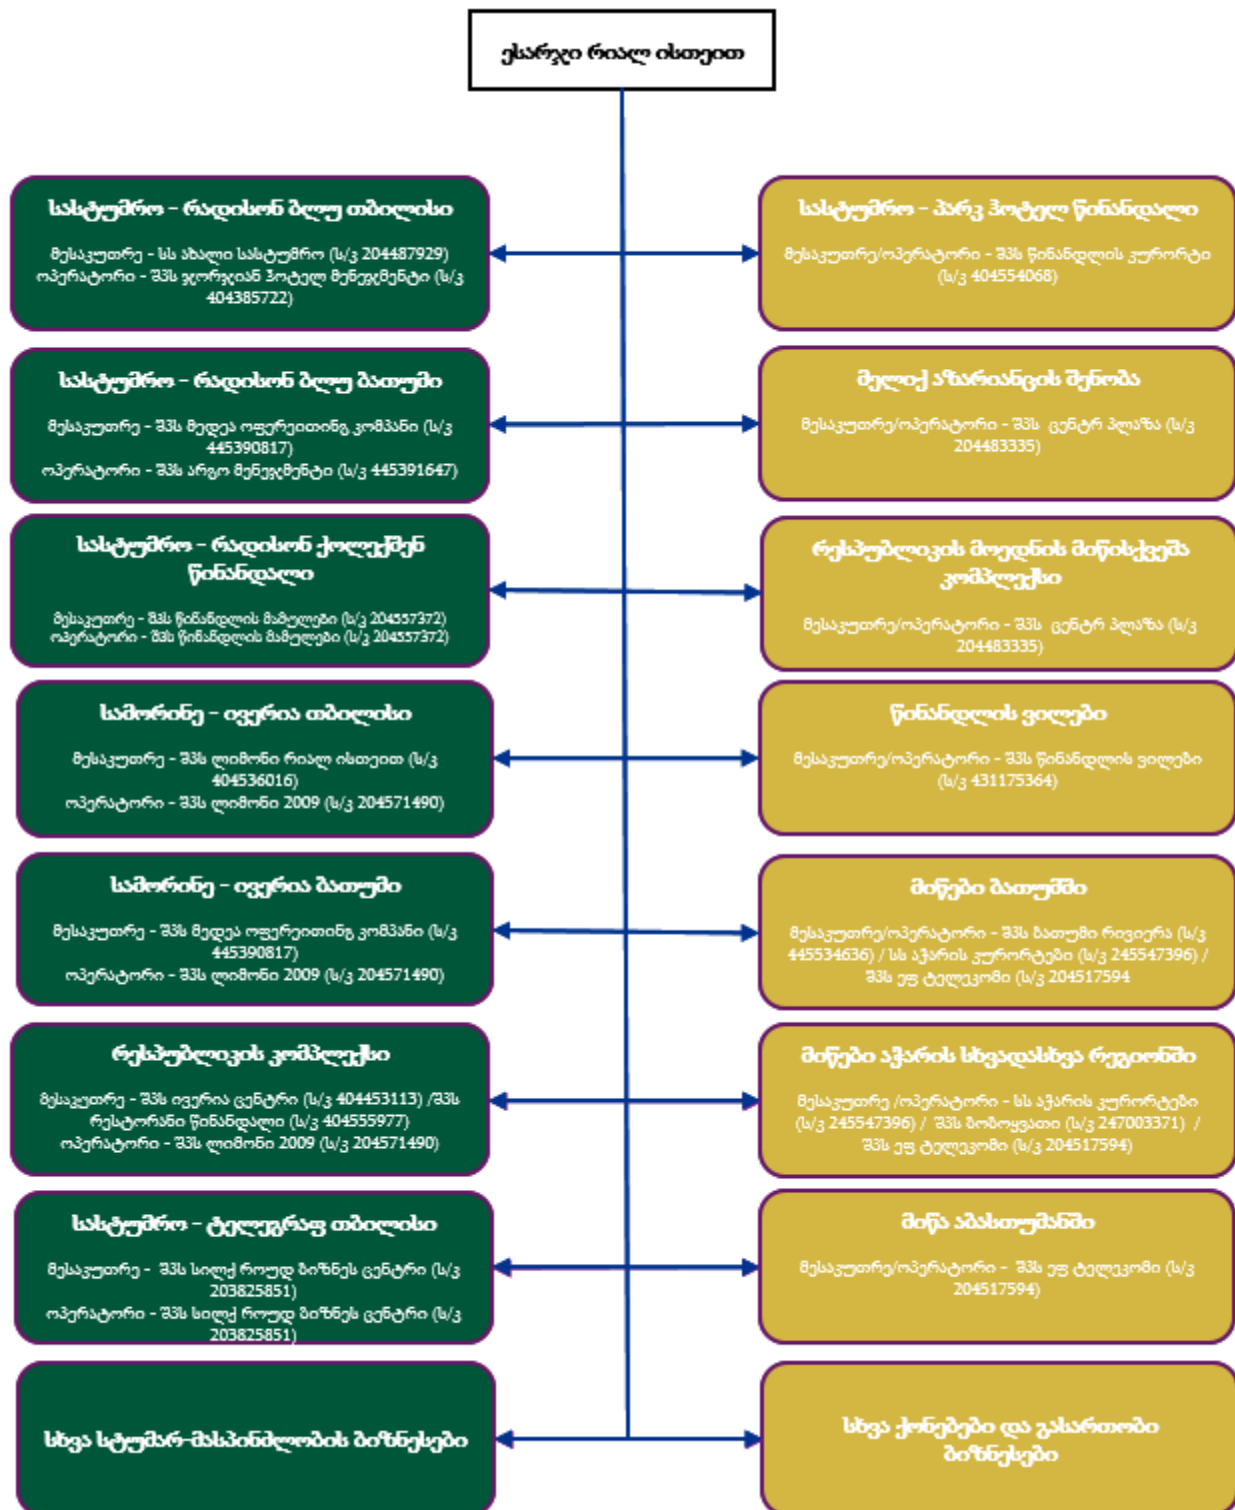 ესარჯი რიალ ისთეით
სასტუმრო - რადისონ ბლუ თბილისი
მესაკუთრე - სს ახალი სასტუმრო (ს/კ 204487929)
ოპერატორი - შპს ჯორჯიან ჰოტელ მენეჯმენტი (ს/კ
404385722)
სასტუმრო - პარკ ჰოტელ წინანდალი
მესაკუთრე/ოპერატორი - შპს წინანდლის კურორტი
(ს/კ 404554068)
სასტუმრო - რადისონ ბლუ ბათუმი
მესაკუთრე - შპს მედეა ოფერეითინგ კომპანი (ს/კ
445390817)
ოპერატორი - შპს არგო მენეჯმენტი (ს/კ 445391647)
მელიქ აზარიანცის შენობა
მესაკუთრე/ოპერატორი - შპს ცენტრ პლაზა (ს/კ
204483335)
სასტუმრო - რადისონ ქოლექშენ
წინანდალი
მესაკუთრე - შპს წინანდლის მამულები (ს/კ 204557372)
ოპერატორი - შპს წინანდლის მამულები (ს/კ 204557372)
რესპუბლიკის მოედნის მიწისქვეშა
კომპლექსი
მესაკუთრე/ოპერატორი - შპს ცენტრ პლაზა (ს/კ
204483335)
სამორინე - ივერია თბილისი
მესაკუთრე - შპს ლიმონი რიალ ისთეით (ს/კ
404536016)
ოპერატორი - შპს ლიმონი 2009 (ს/კ 204571490)
წინანდლის ვილები
მესაკუთრე/ოპერატორი - შპს წინანდლის ვილები
(ს/კ 431175364)
სამორინე - ივერია ბათუმი
მესაკუთრე - შპს მედეა ოფერეითინგ კომპანი (ს/კ
445390817)
ოპერატორი - შპს ლიმონი 2009 (ს/კ 204571490)
მიწები ბათუმში
მესაკუთრე/ოპერატორი - შპს ბათუმი რივიერა (ს/კ
445534636) / სს აჭარის კურორტები (ს/კ 245547396) /
შპს ეფ ტელეკომი (ს/კ 204517594
რესპუბლიკის კომპლექსი
მესაკუთრე - შპს ივერია ცენტრი (ს/კ 404453113) /შპს
რესტორანი წინანდალი (ს/კ 404555977)
ოპერატორი - შპს ლიმონი 2009 (ს/კ 204571490)
მიწები აჭარის სხვადასხვა რეგიონში
მესაკუთრე /ოპერატორი - სს აჭარის კურორტები
(ს/კ 245547396) / შპს ბობოყვათი (ს/კ 247003371) /
შპს ეფ ტელეკომი (ს/კ 204517594)
სასტუმრო - ტელეგრაფ თბილისი
მესაკუთრე - შპს სილქ როუდ ბიზნეს ცენტრი (ს/კ
203825851)
ოპერატორი - შპს სილქ როუდ ბიზნეს ცენტრი (ს/კ
203825851)
მიწა აბასთუმანში
მესაკუთრე/ოპერატორი - შპს ეფ ტელეკომი (ს/კ
204517594)
სხვა სტუმარ-მასპინძლობის ბიზნესები
სხვა ქონებები და გასართობი
ბიზნესები